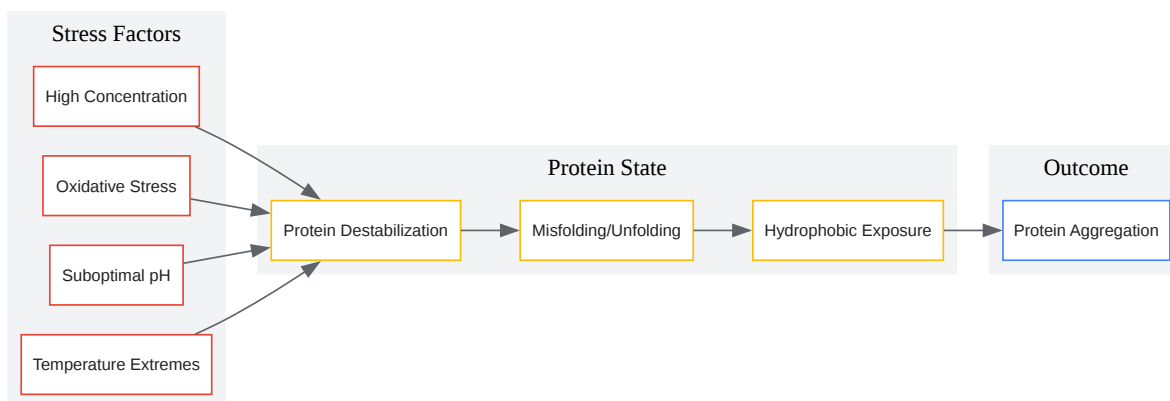 Stress Factors
High Concentration
Oxidative Stress
Suboptimal pH
Temperature Extremes
Protein State
Protein Destabilization
Misfolding/Unfolding
Hydrophobic Exposure
Outcome
Protein Aggregation